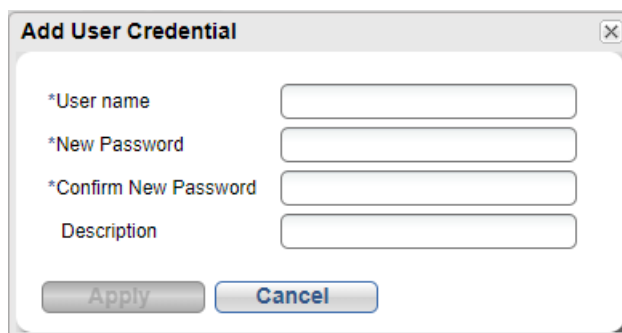 Add User Credential
*User name
*New Password
*Confirm New Password
Description
Apply Cancel